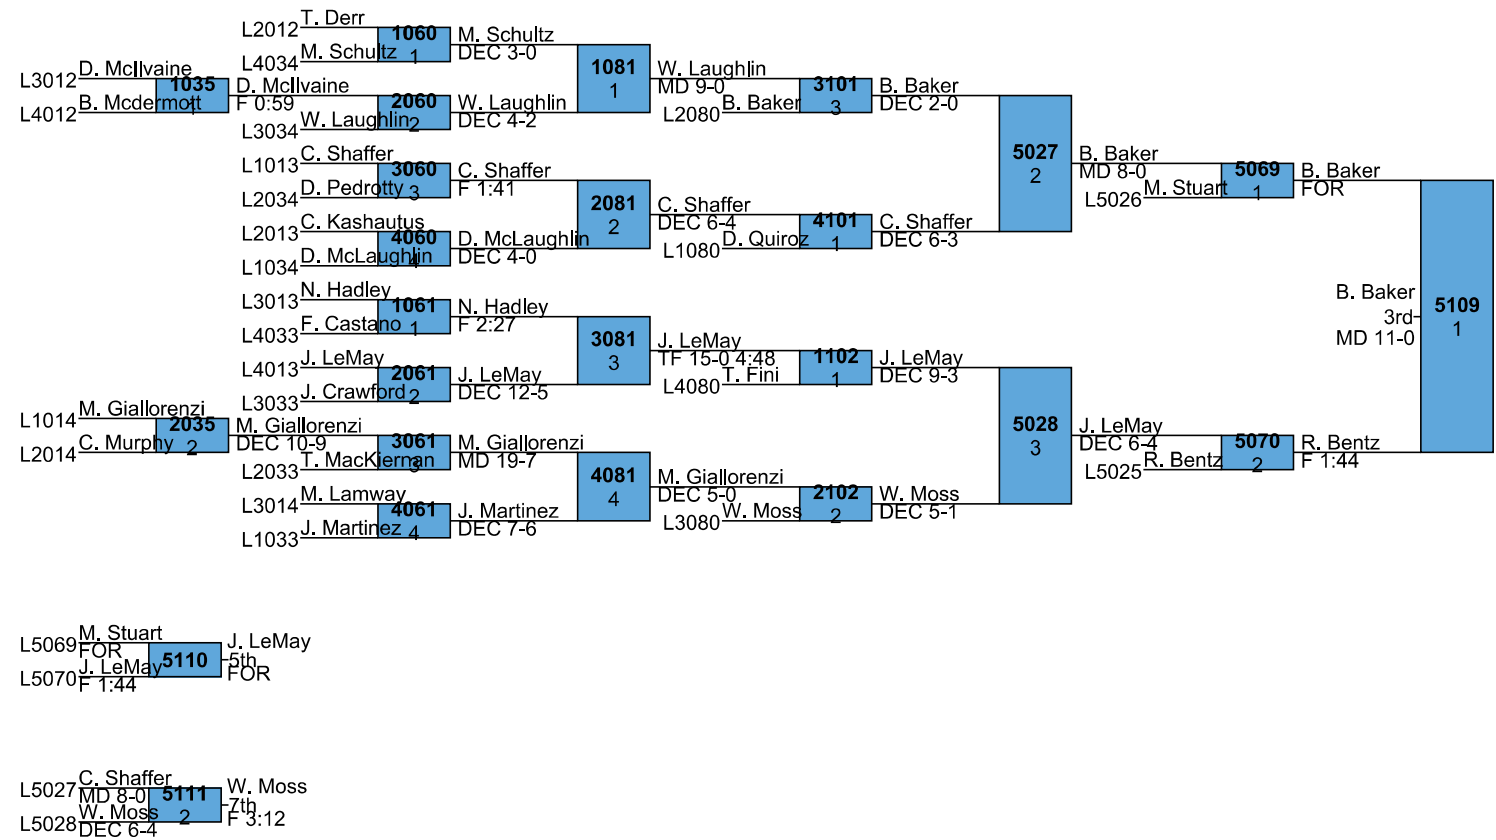 T. Derr
L2012
1060
M. Schultz
DEC 3-0
M. Schultz
L4034
1
D. McIlvaine
L3012
1035
D. McIlvaine
F 0:59
B. Mcdermott
L4012
1
1081
1
W. Laughlin
MD 9-0
2060
W. Laughlin
DEC 4-2
W. Laughlin
L3034
2
B. Baker
L2080
3101
3
B. Baker
DEC 2-0
C. Shaffer
L1013
3060
C. Shaffer
F 1:41
D. Pedrotty
L2034
3
5027
2
B. Baker
MD 8-0
M. Stuart
L5026
5069
1
B. Baker
FOR
2081
2
C. Shaffer
DEC 6-4
C. Kashautus
L2013
4060
D. McLaughlin
DEC 4-0
D. McLaughlin
L1034
4
D. Quiroz
L1080
4101
1
C. Shaffer
DEC 6-3
N. Hadley
L3013
1061
N. Hadley
F 2:27
F. Castano
L4033
1
B. Baker
3rd
MD 11-0
5109
1
3081
3
J. LeMay
TF 15-0 4:48
J. LeMay
L4013
2061
J. LeMay
DEC 12-5
J. Crawford
L3033
2
T. Fini
L4080
1102
1
J. LeMay
DEC 9-3
M. Giallorenzi
L1014
2035
M. Giallorenzi
DEC 10-9
C. Murphy
L2014
2
3061
M. Giallorenzi
MD 19-7
T. MacKiernan
L2033
3
5028
3
J. LeMay
DEC 6-4
R. Bentz
L5025
5070
2
R. Bentz
F 1:44
4081
4
M. Giallorenzi
DEC 5-0
M. Lamway
L3014
4061
J. Martinez
DEC 7-6
J. Martinez
L1033
4
W. Moss
L3080
2102
2
W. Moss
DEC 5-1
M. Stuart
L5069
FOR
5110
J. LeMay
5th
FOR
J. LeMay
L5070
F 1:44
C. Shaffer
L5027
MD 8-0
5111
2
W. Moss
7th
F 3:12
W. Moss
L5028
DEC 6-4